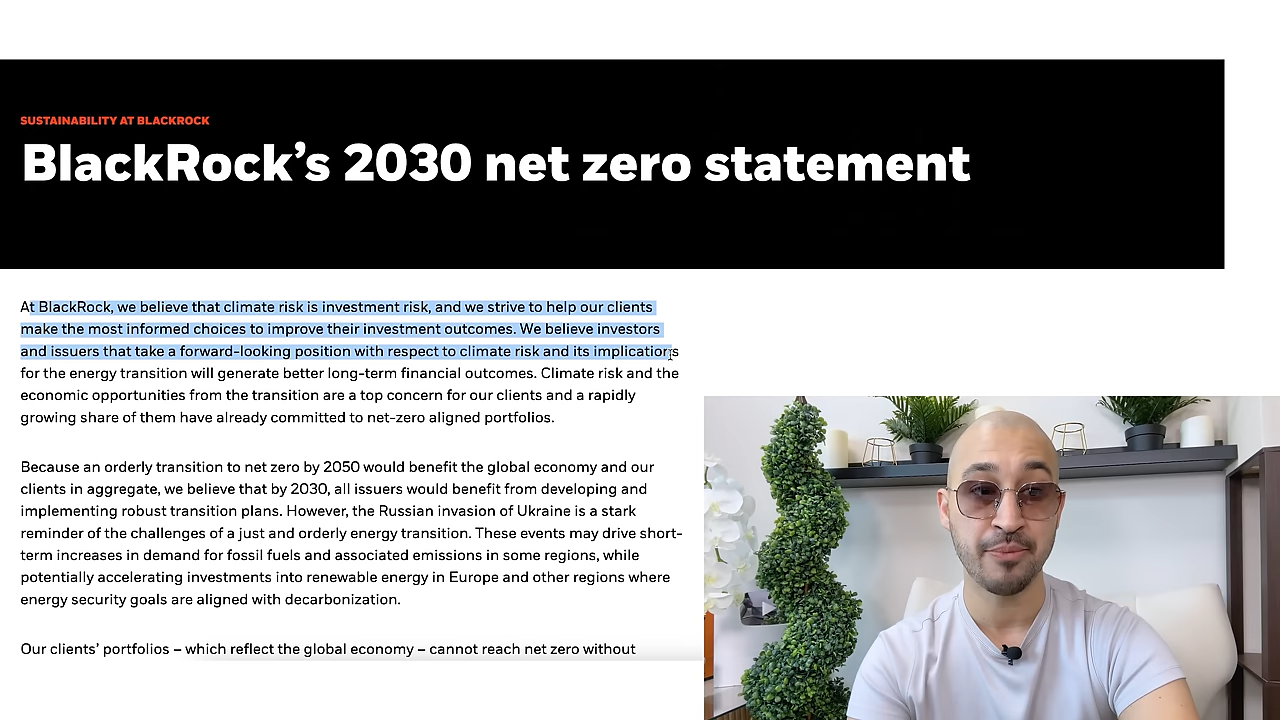 SUSTAINABILITY AT BLACKROCK
BlackRock’s 2030 net zero statement
At BlackRock, we believe that climate risk is investment risk, and we strive to help our clients
make the most informed choices to improve their investment outcomes. We believe investors
and issuers that take a forward-looking position with respect to climate risk and its implications
for the energy transition will generate better long-term financial outcomes. Climate risk and the
economic opportunities from the transition are a top concern for our clients and a rapidly
growing share of them have already committed to net-zero aligned portfolios.
Because an orderly transition to net zero by 2050 would benefit the global economy and our
clients in aggregate, we believe that by 2030, all issuers would benefit from developing and
implementing robust transition plans. However, the Russian invasion of Ukraine is a stark
reminder of the challenges of a just and orderly energy transition. These events may drive short-
term increases in demand for fossil fuels and associated emissions in some regions, while
potentially accelerating investments into renewable energy in Europe and other regions where
energy security goals are aligned with decarbonization.
Our clients’ portfolios – which reflect the global economy – cannot reach net zero without